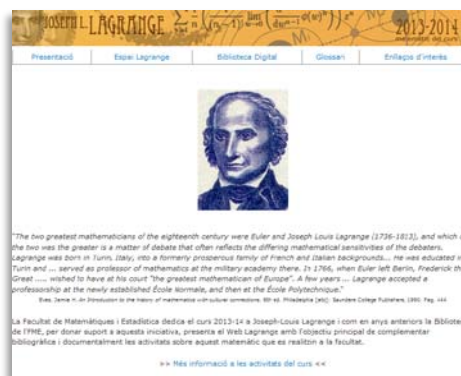 JOSEPH L. LAGRANGE 2013-2014
matemàtic del curs
Presentació Espai Lagrange Biblioteca Digital Glossari Enllaços d'interès
"The two greatest mathematicians of the eighteenth century were Euler and Joseph Louis Lagrange (1736-1813), and which
the two was the greater is a matter of debate that often reflects the differing mathematical sensitivities of the debaters.
Lagrange was born in Turin, Italy, into a formerly prosperous family of French and Italian backgrounds... He was educated
Turin and ... served as professor of mathematics at the military academy there. In 1766, when Euler left Berlin, Frederick
Great ..... wished to have at his court "the greatest mathematican of Europe". A few years ... Lagrange accepted a
professorship at the newly established École Normale, and then at the École Polytechnique."
Eves, Jamie H. An Introduction to the history of mathematics with cultural connections. 6th ed. Philadelphia [etc]: Saunders College Publishers, 1990. Pag. 444
La Facultat de Matemàtiques i Estadística dedica el curs 2013-14 a Joseph-Louis Lagrange i com en anys anteriors la
de l'FME, per donar suport a aquesta iniciativa, presenta el Web Lagrange amb l'objectiu principal de complementar
bibliogràfica i documentalment les activitats sobre aquest matemàtic que es realitzin a la facultat.
>> Més informació a les activitats del curs <<